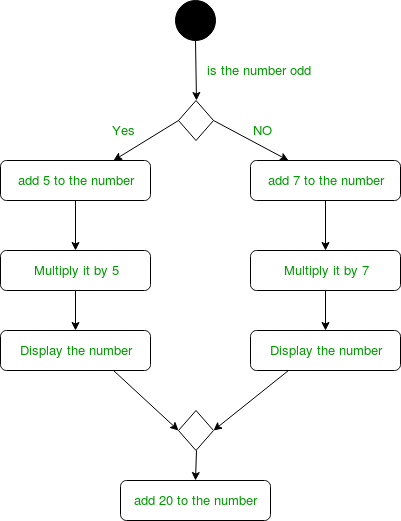 is the number odd
Yes
NO
add 5 to the number
add 7 to the number
Multiply it by 5
Multiply it by 7
Display the number
Display the number
add 20 to the number